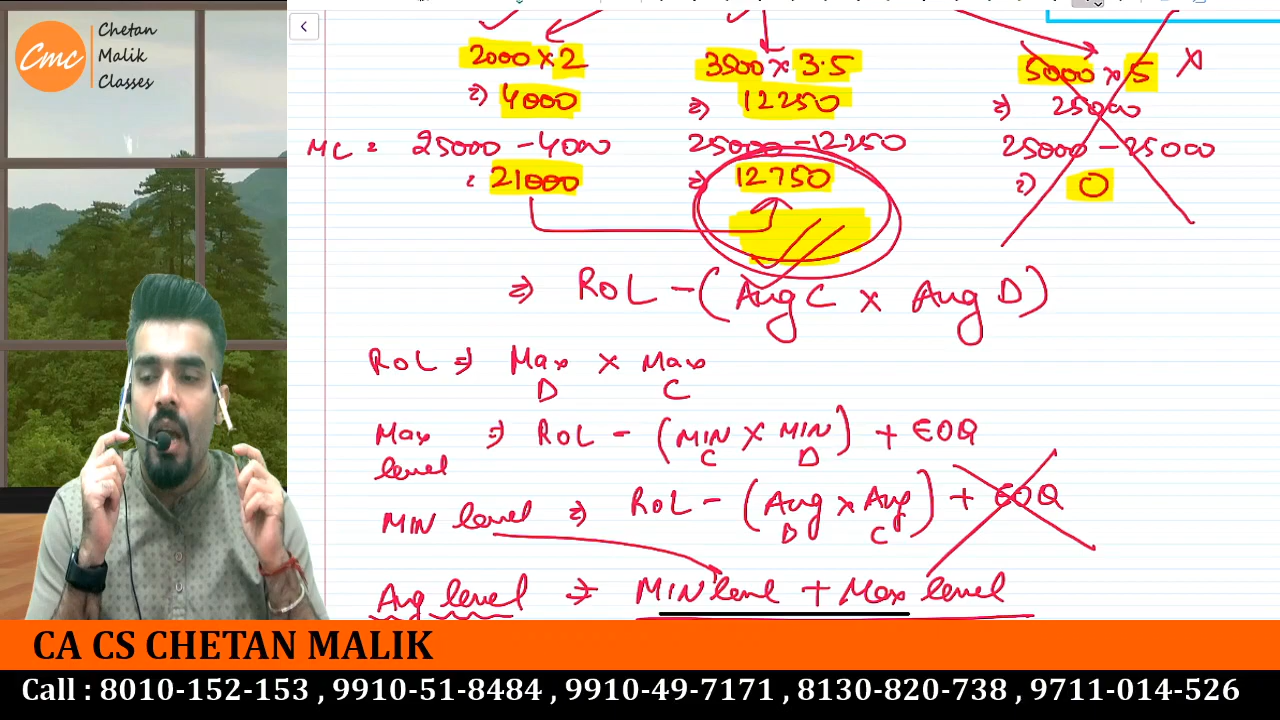 Cmc
Chetan
Malik
Classes
2000 × 2 3500 × 3.5 5000 × 5 ×
⇒ 4000 ⇒ 12250 ⇒ 25000
MC = 25000 - 4000 25000 - 12250 25000 - 25000
: 21000 ⇒ 12750 ⇒ 0
⇒ ROL - (Avg C × Avg D)
ROL ⇒ Max × Max
D C
Max ⇒ ROL - (MIN × MIN) + EOQ
level C D
MIN level ⇒ ROL - (Avg × Avg) + EOQ
D C
Avg level ⇒ MIN level + Max level
CA CS CHETAN MALIK
Call : 8010-152-153 , 9910-51-8484 , 9910-49-7171 , 8130-820-738 , 9711-014-526